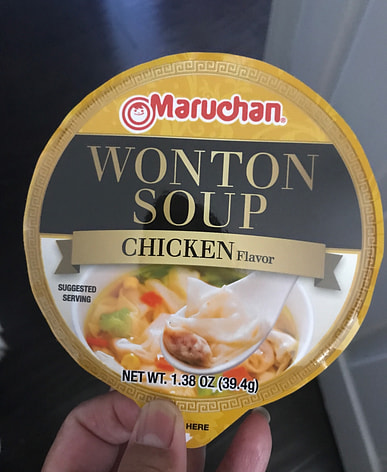 Maruchan®
WONTON
SOUP
CHICKEN Flavor
SUGGESTED
SERVING
NET WT. 1.38 OZ (39.4g)
HERE